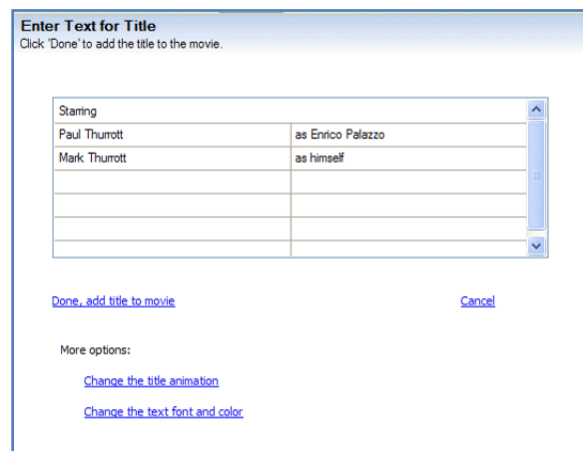 Enter Text for Title
Click 'Done' to add the title to the movie.
Starring
Paul Thurrott as Enrico Palazzo
Mark Thurrott as himself
Done, add title to movie Cancel
More options:
Change the title animation
Change the text font and color